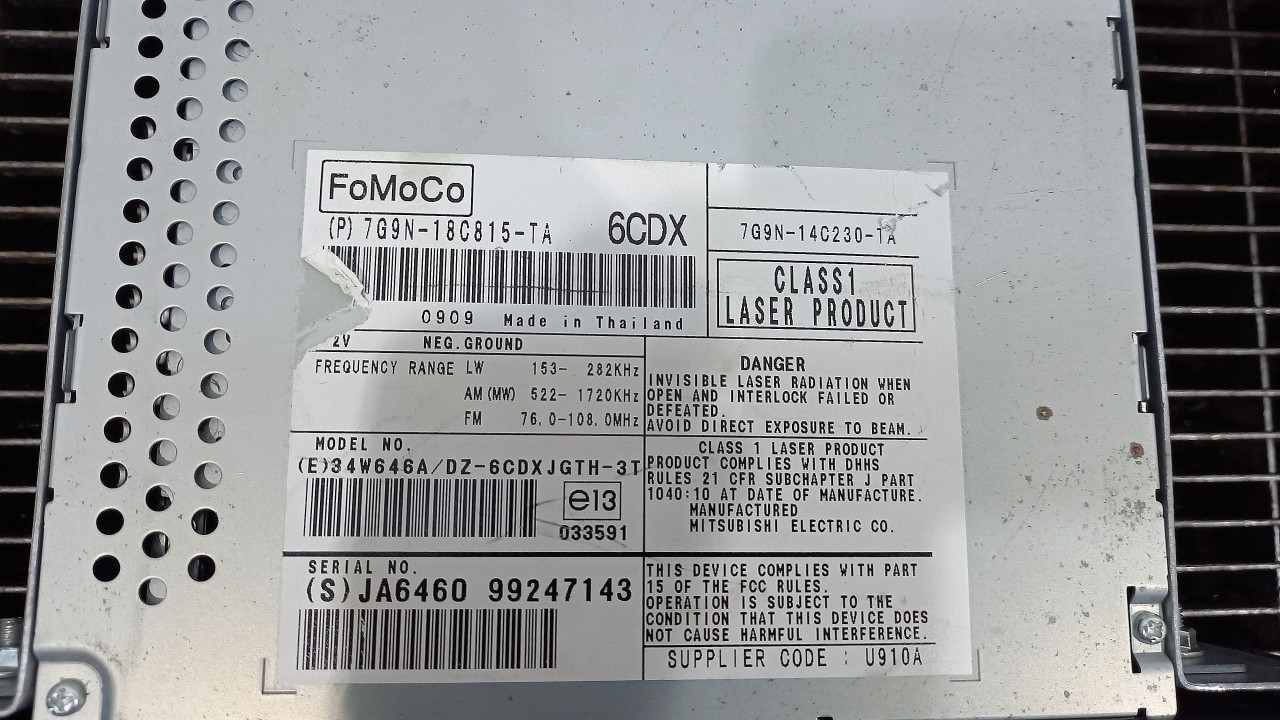 FoMoCo
(P) 7G9N-18C815-TA 6CDX
0909 Made in Thailand
7G9N-14C230-TA
CLASS1
LASER PRODUCT
2V NEG.GROUND
FREQUENCY RANGE LW 153- 282KHz
AM(MW) 522- 1720KHz
FM 76.0-108.0MHz
DANGER
INVISIBLE LASER RADIATION WHEN
OPEN AND INTERLOCK FAILED OR
DEFEATED.
AVOID DIRECT EXPOSURE TO BEAM.
MODEL NO.
(E)34W646A/DZ-6CDXJGTH-3T
e13
033591
CLASS 1 LASER PRODUCT
PRODUCT COMPLIES WITH DHHS
RULES 21 CFR SUBCHAPTER J PART
1040:10 AT DATE OF MANUFACTURE.
MANUFACTURED
MITSUBISHI ELECTRIC CO.
SERIAL NO.
(S)JA6460 99247143
THIS DEVICE COMPLIES WITH PART
15 OF THE FCC RULES.
OPERATION IS SUBJECT TO THE
CONDITION THAT THIS DEVICE DOES
NOT CAUSE HARMFUL INTERFERENCE.
SUPPLIER CODE : U910A